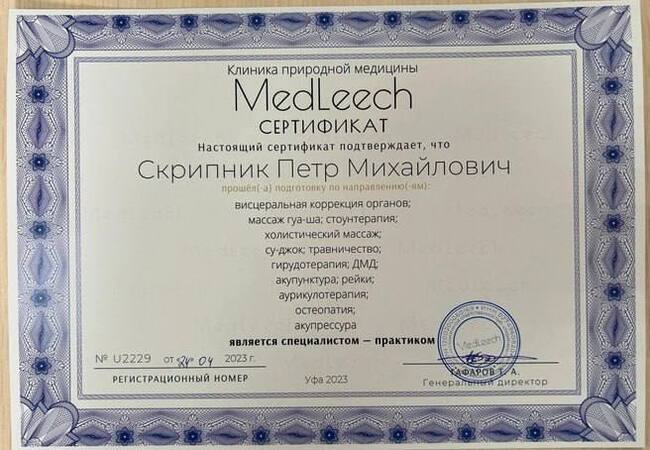 Клиника природной медицины
MedLeech
СЕРТИФИКАТ
Настоящий сертификат подтверждает, что
Скрипник Петр Михайлович
прошёл(-а) подготовку по направлению(-ям):
висцеральная коррекция органов;
массаж гуа-ша; стоунтерапия;
холистический массаж;
су-джок; травничество;
гирудотерапия; ДМД;
акупунктура; рейки;
аурикулотерапия;
остеопатия;
акупрессура
является специалистом — практиком
№ U2229 от 24 04 2023 г.
РЕГИСТРАЦИОННЫЙ НОМЕР
Уфа 2023
MedLeech
ГАФАРОВ Т. А.
Генеральный директор